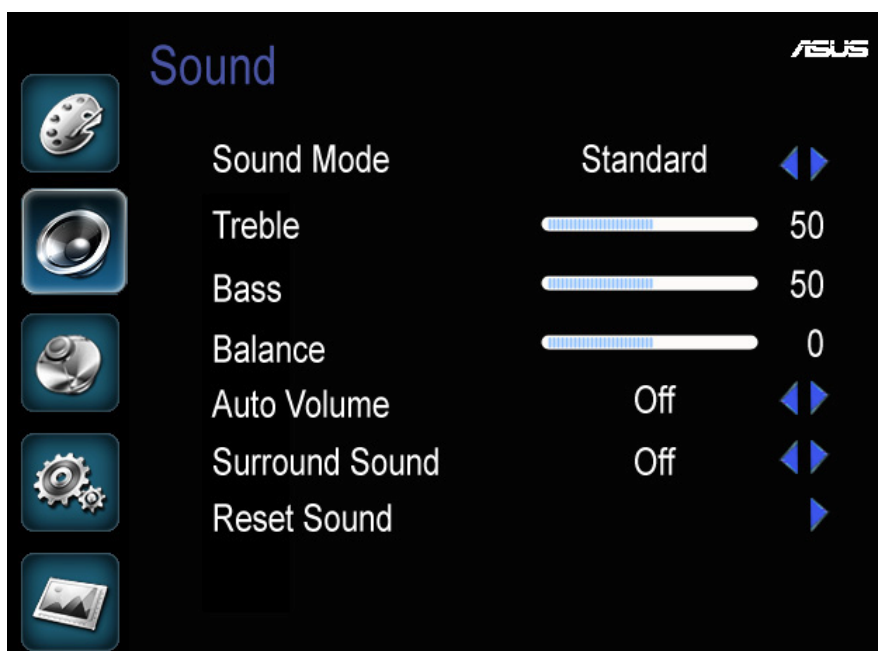 Sound
ASUS
Sound Mode Standard
Treble 50
Bass 50
Balance 0
Auto Volume Off
Surround Sound Off
Reset Sound